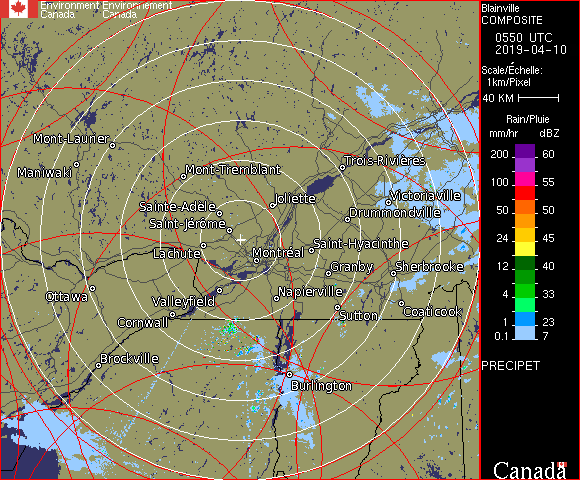 Environment Environnement
Canada Canada
Mont-Laurier
Maniwaki
Mont-Tremblant
Trois-Rivières
Joliette
Victoriaville
Sainte-Adèle
Drummondville
Saint-Jérôme
Lachute
Montréal
Saint-Hyacinthe
Granby
Sherbrooke
Ottawa
Valleyfield
Napierville
Cornwall
Sutton
Coaticook
Brockville
Burlington
Blainville
COMPOSITE
0550 UTC
2019-04-10
Scale/Échelle:
1km/Pixel
40 KM
Rain/Pluie
mm/hr dBZ
200 60
150 57
100 55
50 50
24 45
12 40
4 33
1 23
0.1 7
PRECIPET
Canada